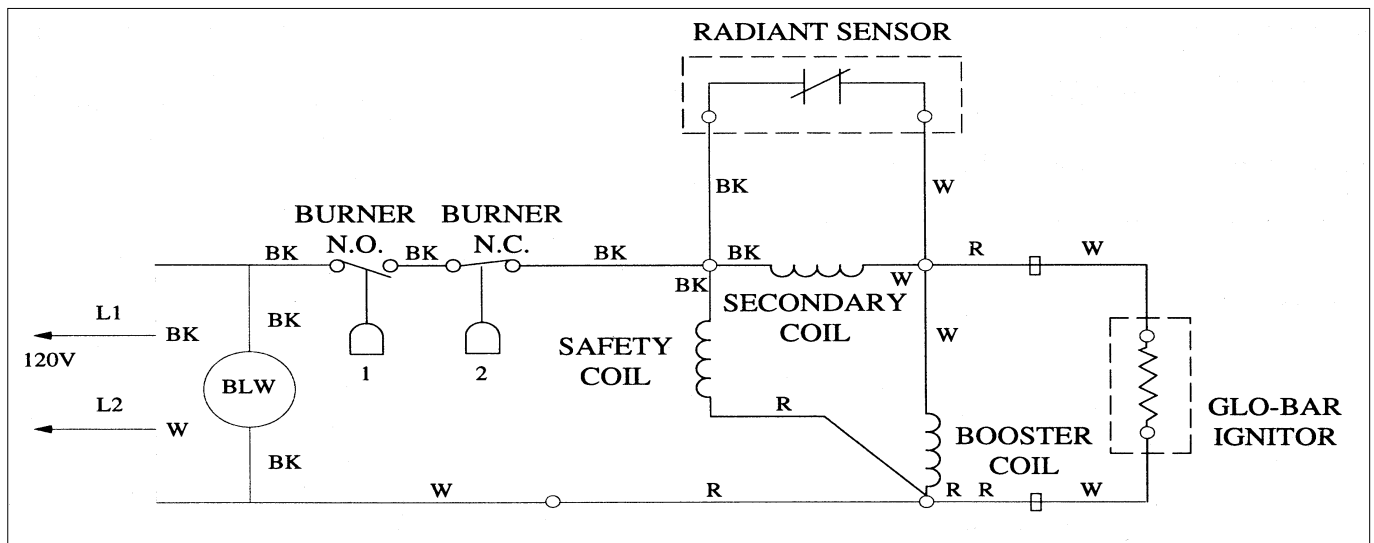 RADIANT SENSOR
BK
W
BURNER
N.O.
BURNER
N.C.
BK
BK
BK
BK
W
R
W
BK
SECONDARY
COIL
W
L1
BK
120V
BK
1
2
SAFETY
COIL
BLW
L2
W
R
GLO-BAR
IGNITOR
BOOSTER
COIL
BK
W
R
R
R
W